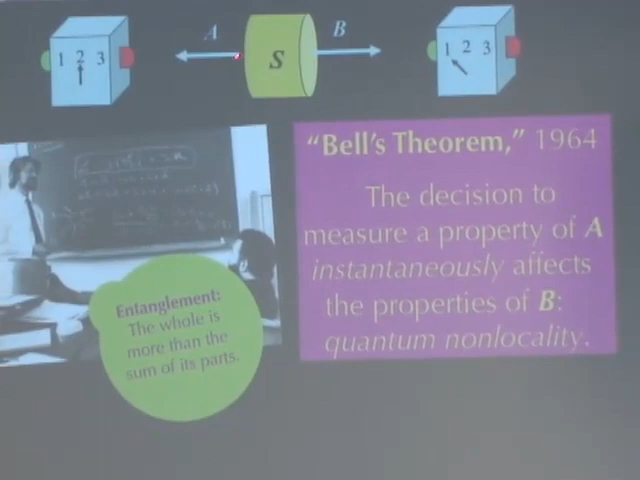 1 2 3
A
S
B
1 2 3
"Bell's Theorem," 1964
The decision to
measure a property of A
instantaneously affects
the properties of B:
quantum nonlocality.
Entanglement:
The whole is
more than the
sum of its parts.